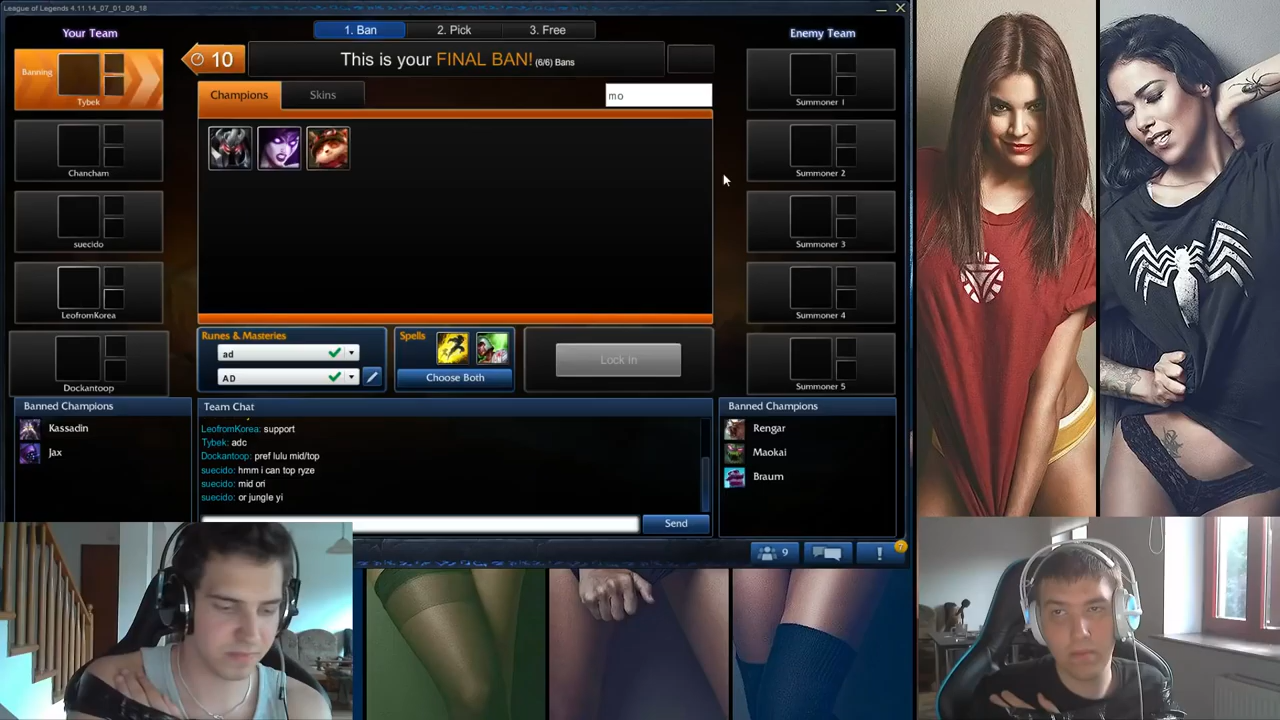 League of Legends 4.11.14_07_01_09_18
Your Team
1. Ban
2. Pick
3. Free
Enemy Team
10
This is your FINAL BAN! (6/6) Bans
Banning
Tybek
Champions
Skins
mo
Summoner 1
Chancham
Summoner 2
suecido
Summoner 3
LeofromKorea
Summoner 4
Dockantoop
Summoner 5
Runes & Masteries
ad
AD
Spells
Choose Both
Lock in
Banned Champions
Kassadin
Jax
Team Chat
LeofromKorea: support
Tybek: adc
Dockantoop: pref lulu mid/top
suecido: hmm i can top ryze
suecido: mid ori
suecido: or jungle yi
Send
Banned Champions
Rengar
Maokai
Braum
9
!
7